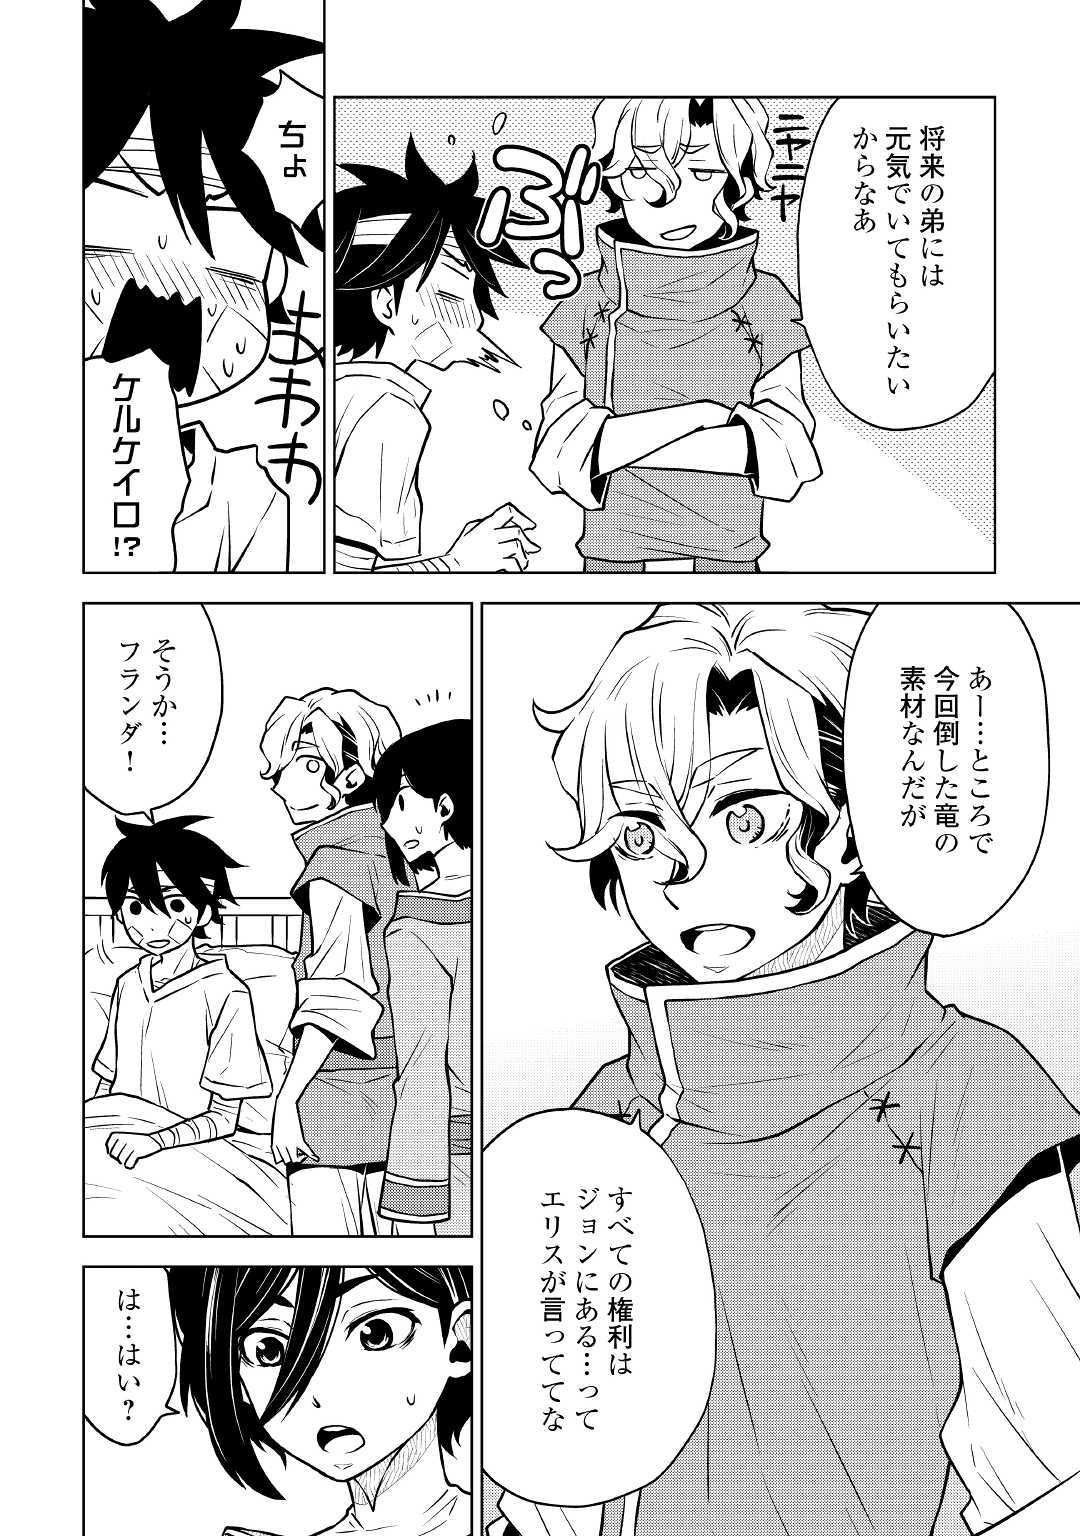 将来の弟には
元気でいてもらいたい
からなあ
ニヤニヤ
ぶっ
ちょ
あわわわ
ケルケイロ!?
あー…ところで
今回倒した竜の
素材なんだが
すべての権利は
ジョンにある…って
エリスが言っててな
そうか…
フランダ！
は…はい？